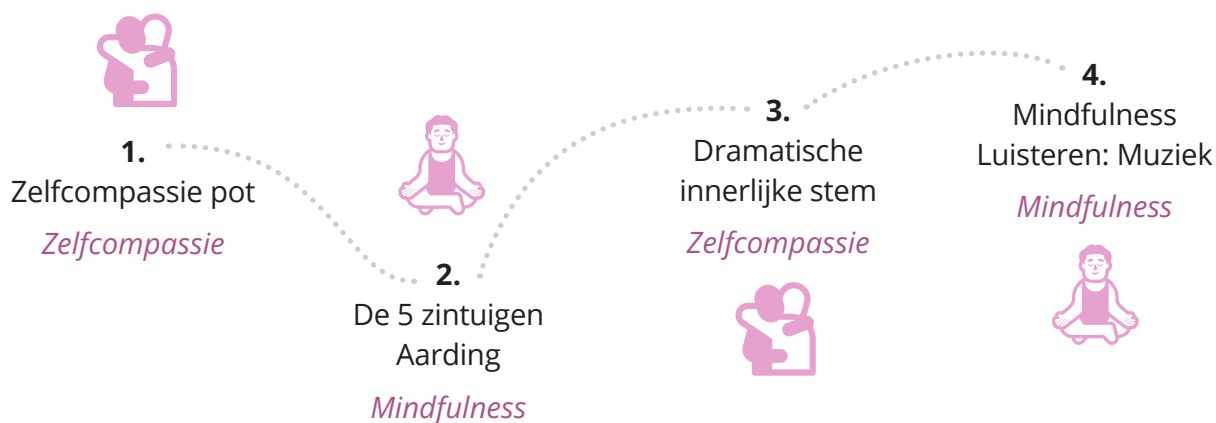 1.
Zelfcompassie pot
Zelfcompassie
2.
De 5 zintuigen
Aarding
Mindfulness
3.
Dramatische
innerlijke stem
Zelfcompassie
4.
Mindfulness
Luisteren: Muziek
Mindfulness